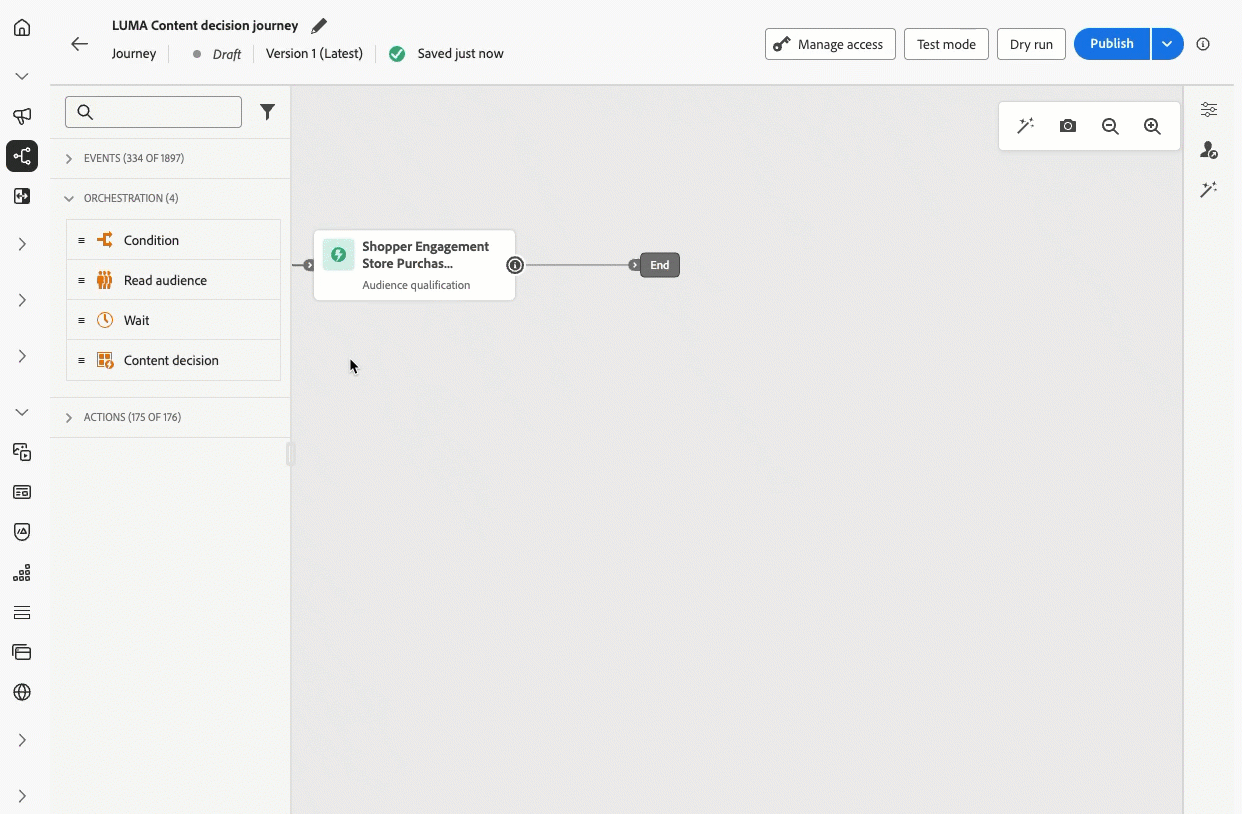 LUMA Content decision journey
Journey
Draft
Version 1 (Latest)
Saved just now
Manage access
Test mode
Dry run
Publish
EVENTS (334 OF 1897)
ORCHESTRATION (4)
Condition
Read audience
Wait
Content decision
ACTIONS (175 OF 176)
Shopper Engagement
Store Purchas...
Audience qualification
End